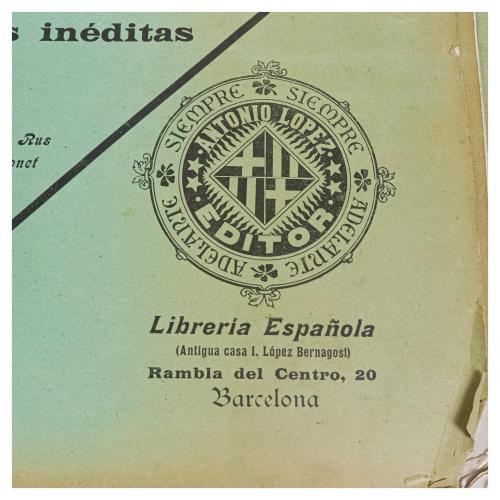 s inéditas
Rus
onet
SIEMPRE SIEMPRE
ADELANTE ADELANTE
ANTONIO LOPEZ
EDITOR
Librería Española
(Antigua casa I. López Bernagosi)
Rambla del Centro, 20
Barcelona